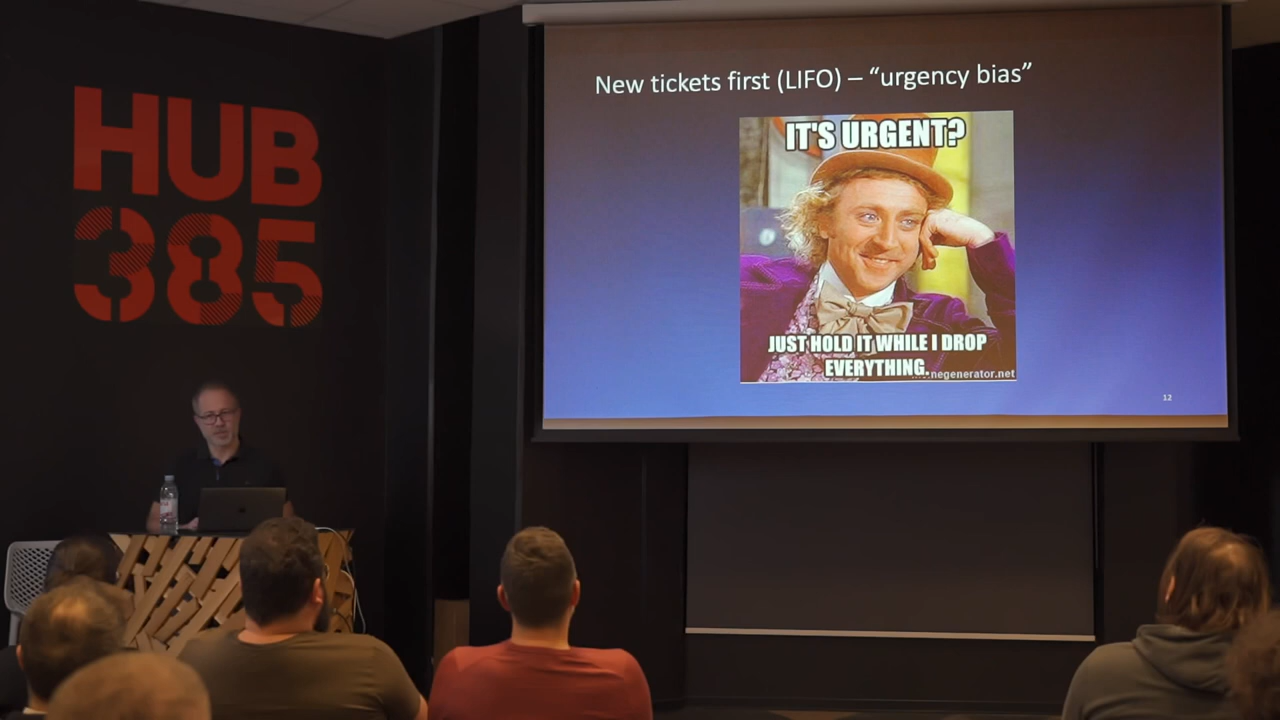 HUB
385
New tickets first (LIFO) – “urgency bias”
IT'S URGENT?
JUST HOLD IT WHILE I DROP
EVERYTHING.
negenerator.net
12